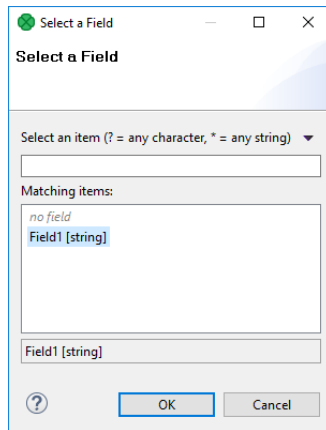 Select a Field
Select a Field
Select an item (? = any character, * = any string)
Matching items:
no field
Field1 [string]
Field1 [string]
?
OK
Cancel